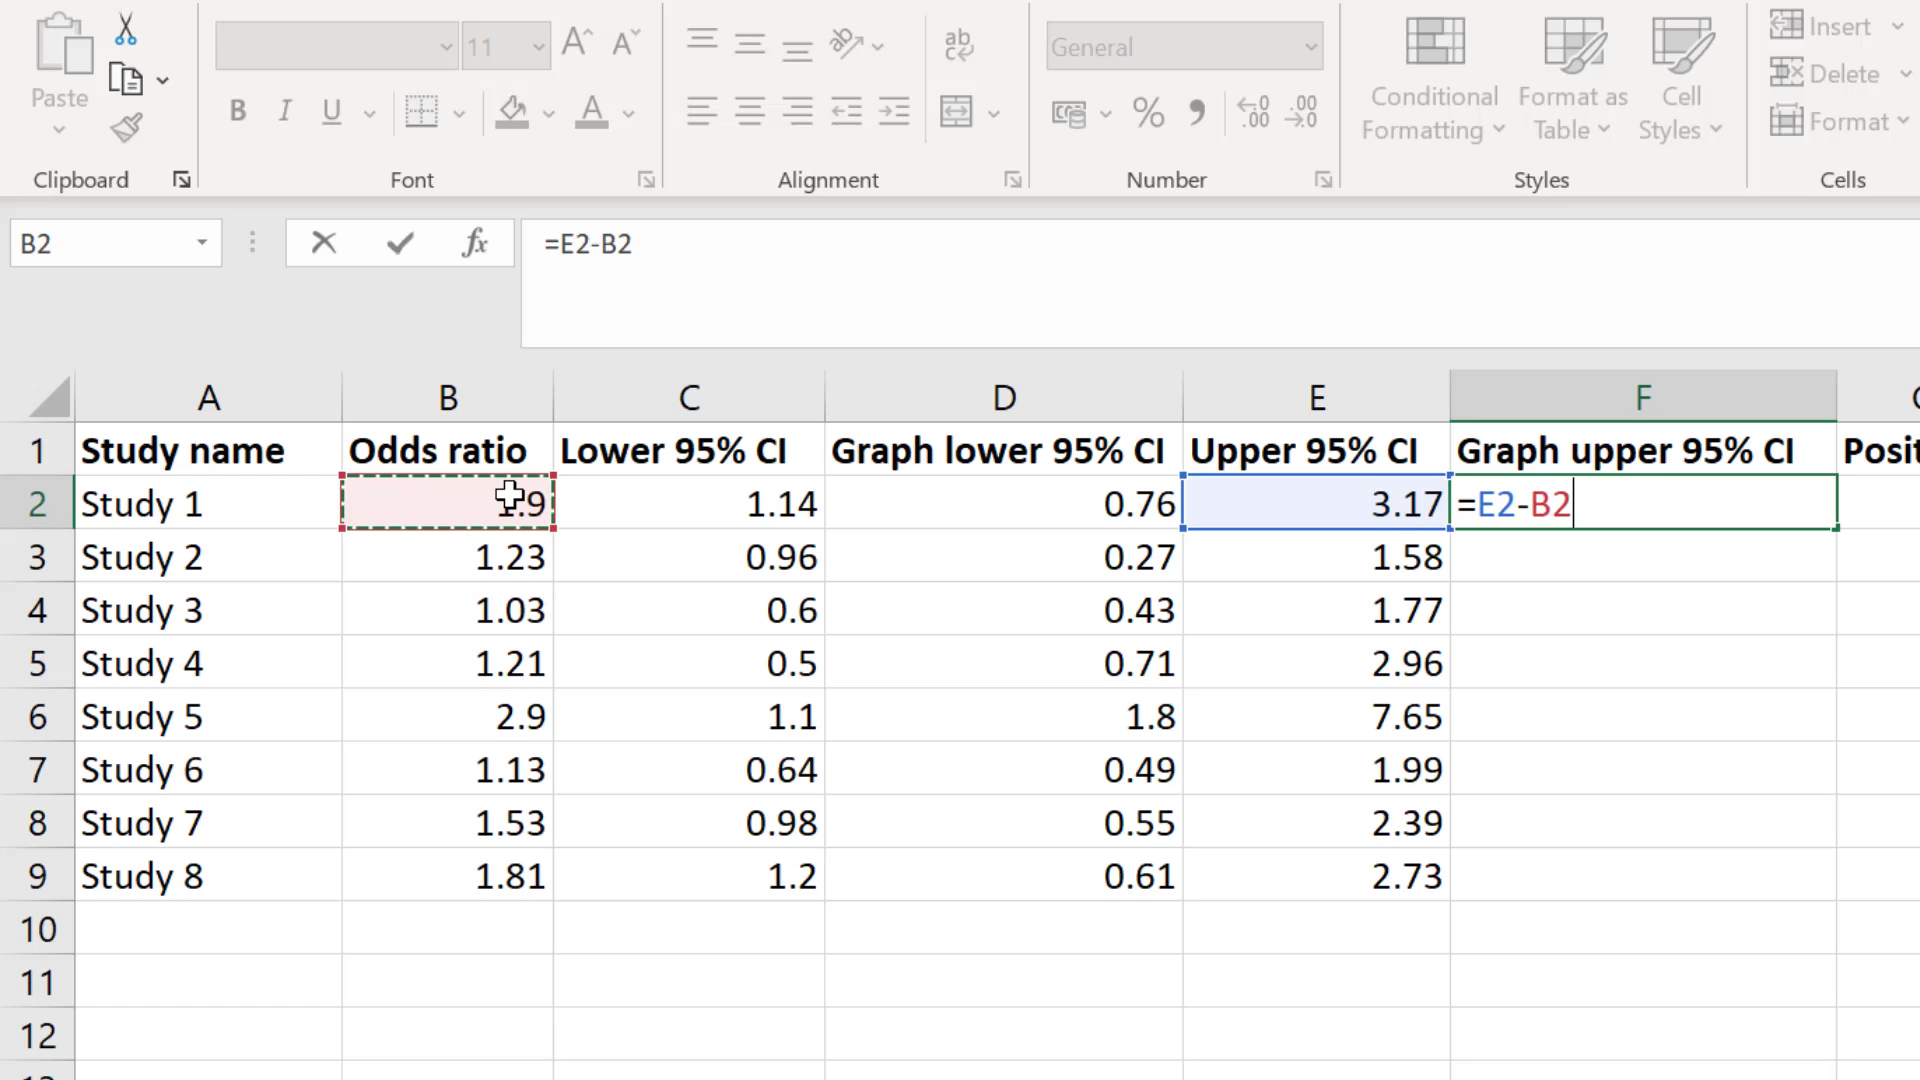 Paste
Clipboard
11
B I U
A
Font
ab
Alignment
General
%
Number
Conditional Formatting
Format as Table
Cell Styles
Styles
Insert
Delete
Format
Cells
B2
fx
=E2-B2
A B C D E F
1 Study name Odds ratio Lower 95% CI Graph lower 95% CI Upper 95% CI Graph upper 95% CI Posit
2 Study 1 1.9 1.14 0.76 3.17 =E2-B2
3 Study 2 1.23 0.96 0.27 1.58
4 Study 3 1.03 0.6 0.43 1.77
5 Study 4 1.21 0.5 0.71 2.96
6 Study 5 2.9 1.1 1.8 7.65
7 Study 6 1.13 0.64 0.49 1.99
8 Study 7 1.53 0.98 0.55 2.39
9 Study 8 1.81 1.2 0.61 2.73
10
11
12